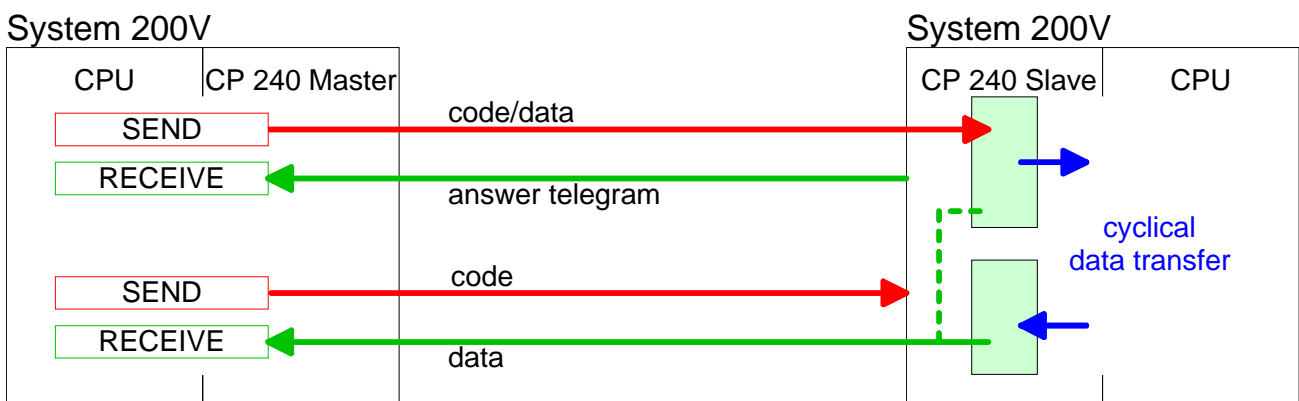 System 200V
System 200V
CPU
CP 240 Master
CP 240 Slave
CPU
code/data
SEND
RECEIVE
answer telegram
cyclical
data transfer
code
SEND
RECEIVE
data